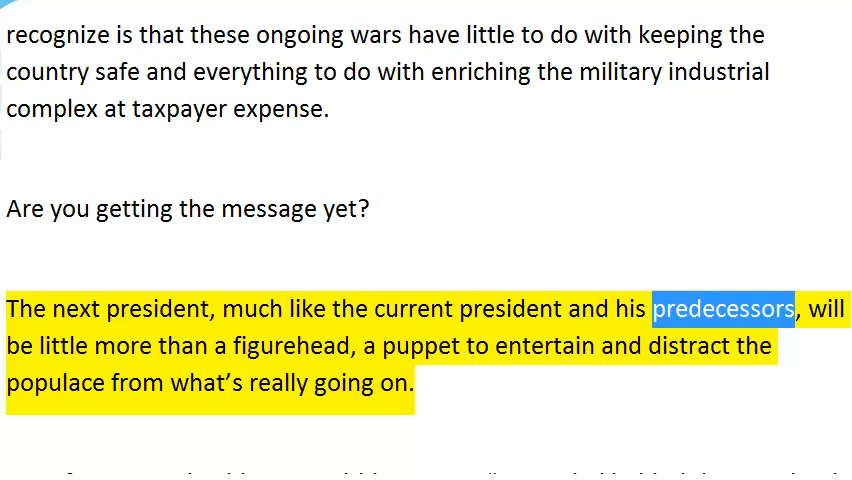 recognize is that these ongoing wars have little to do with keeping the
country safe and everything to do with enriching the military industrial
complex at taxpayer expense.
Are you getting the message yet?
The next president, much like the current president and his predecessors, will
be little more than a figurehead, a puppet to entertain and distract the
populace from what’s really going on.